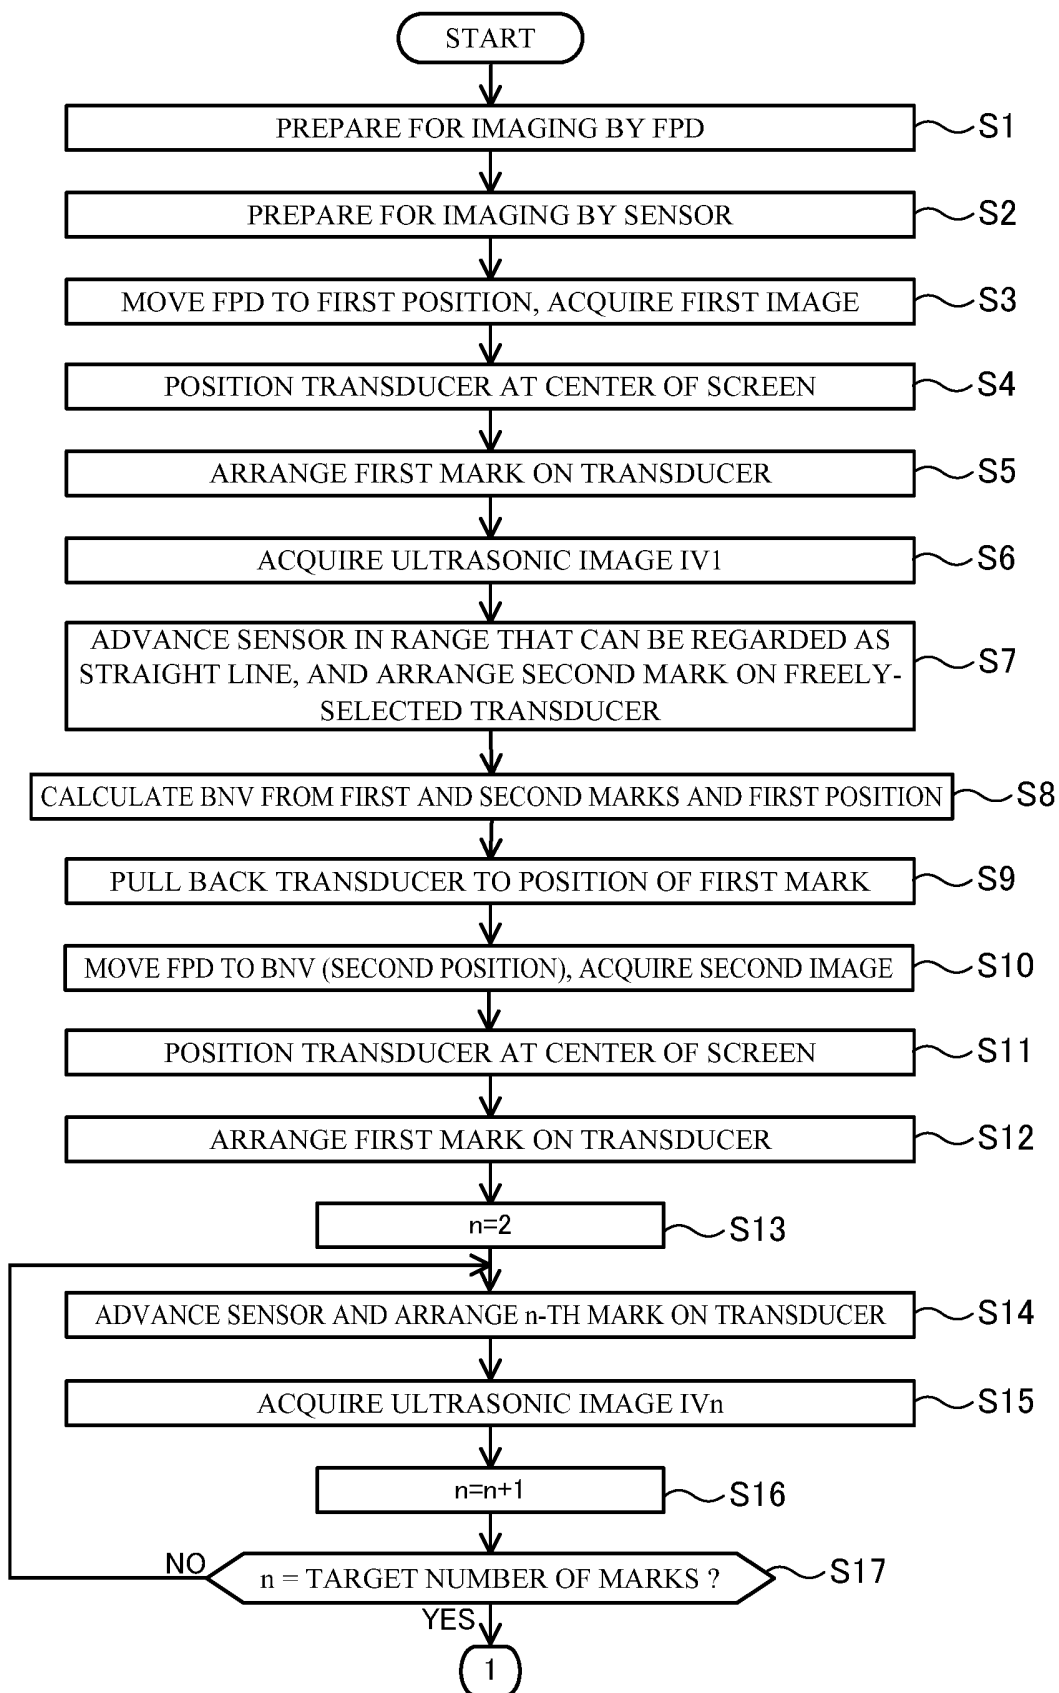 START
PREPARE FOR IMAGING BY FPD
S1
PREPARE FOR IMAGING BY SENSOR
S2
MOVE FPD TO FIRST POSITION, ACQUIRE FIRST IMAGE
S3
POSITION TRANSDUCER AT CENTER OF SCREEN
S4
ARRANGE FIRST MARK ON TRANSDUCER
S5
ACQUIRE ULTRASONIC IMAGE IV1
S6
ADVANCE SENSOR IN RANGE THAT CAN BE REGARDED AS
STRAIGHT LINE, AND ARRANGE SECOND MARK ON FREELY-
SELECTED TRANSDUCER
S7
CALCULATE BNV FROM FIRST AND SECOND MARKS AND FIRST POSITION
S8
PULL BACK TRANSDUCER TO POSITION OF FIRST MARK
S9
MOVE FPD TO BNV (SECOND POSITION), ACQUIRE SECOND IMAGE
S10
POSITION TRANSDUCER AT CENTER OF SCREEN
S11
ARRANGE FIRST MARK ON TRANSDUCER
S12
n=2
S13
ADVANCE SENSOR AND ARRANGE n-TH MARK ON TRANSDUCER
S14
ACQUIRE ULTRASONIC IMAGE IVn
S15
n=n+1
S16
NO
n = TARGET NUMBER OF MARKS ?
S17
YES
1